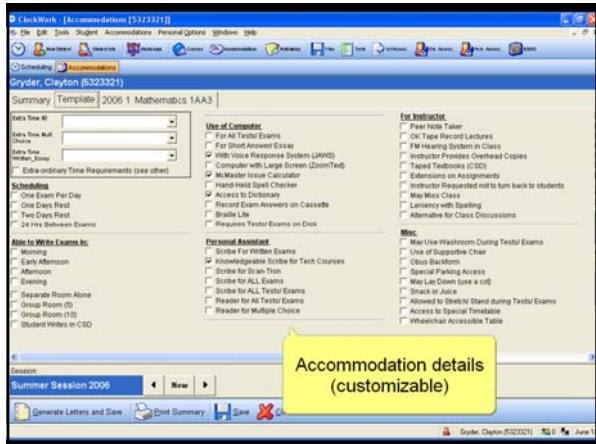 ClockWork - [Accommodations [5323321]]
File Edit Tools Student Accommodations Personal Options Windows Help
Scheduling Accommodations
Gryder, Clayton (5323321)
Summary Template 2006 1 Mathematics 1AA3
Extra Time All
Extra Time Mult. Choice
Extra Time Written_Essay
Extra-ordinary Time Requirements (see other)
Scheduling
One Exam Per Day
One Days Rest
Two Days Rest
24 Hrs Between Exams
Able to Write Exams In:
Morning
Early Afternoon
Afternoon
Evening
Separate Room Alone
Group Room (5)
Group Room (10)
Student Writes in CSD
Use of Computer
For All Tests/ Exams
For Short Answer/ Essay
With Voice Response System (JAWS)
Computer with Large Screen (ZoomText)
McMaster Issue Calculator
Hand-Held Spell Checker
Access to Dictionary
Record Exam Answers on Cassette
Braille Lite
Requires Tests/ Exams on Disk
Personal Assistant
Scribe For Written Exams
Knowledgeable Scribe for Tech Courses
Scribe for Scan-Tron
Scribe for ALL Exams
Scribe for ALL Tests/ Exams
Reader for All Tests/ Exams
Reader for Multiple Choice
For Instructor
Peer Note Taker
OK Tape Record Lectures
FM Hearing System in Class
Instructor Provides Overhead Copies
Taped Textbooks (CSD)
Extensions on Assignments
Instructor Requested not to turn back to students
May Miss Class
Leniency with Spelling
Alternative for Class Discussions
Misc
May Use Washroom During Tests/ Exams
Use of Supportive Chair
Obus Backform
Special Parking Access
May Lay Down (use a cot)
Snack or Juice
Allowed to Stretch/ Stand during Tests/ Exams
Access to Special Timetable
Wheelchair Accessible Table
Accommodation details
(customizable)
Session:
Summer Session 2006 Now
Generate Letters and Save Print Summary Save
Gryder, Clayton (5323321)